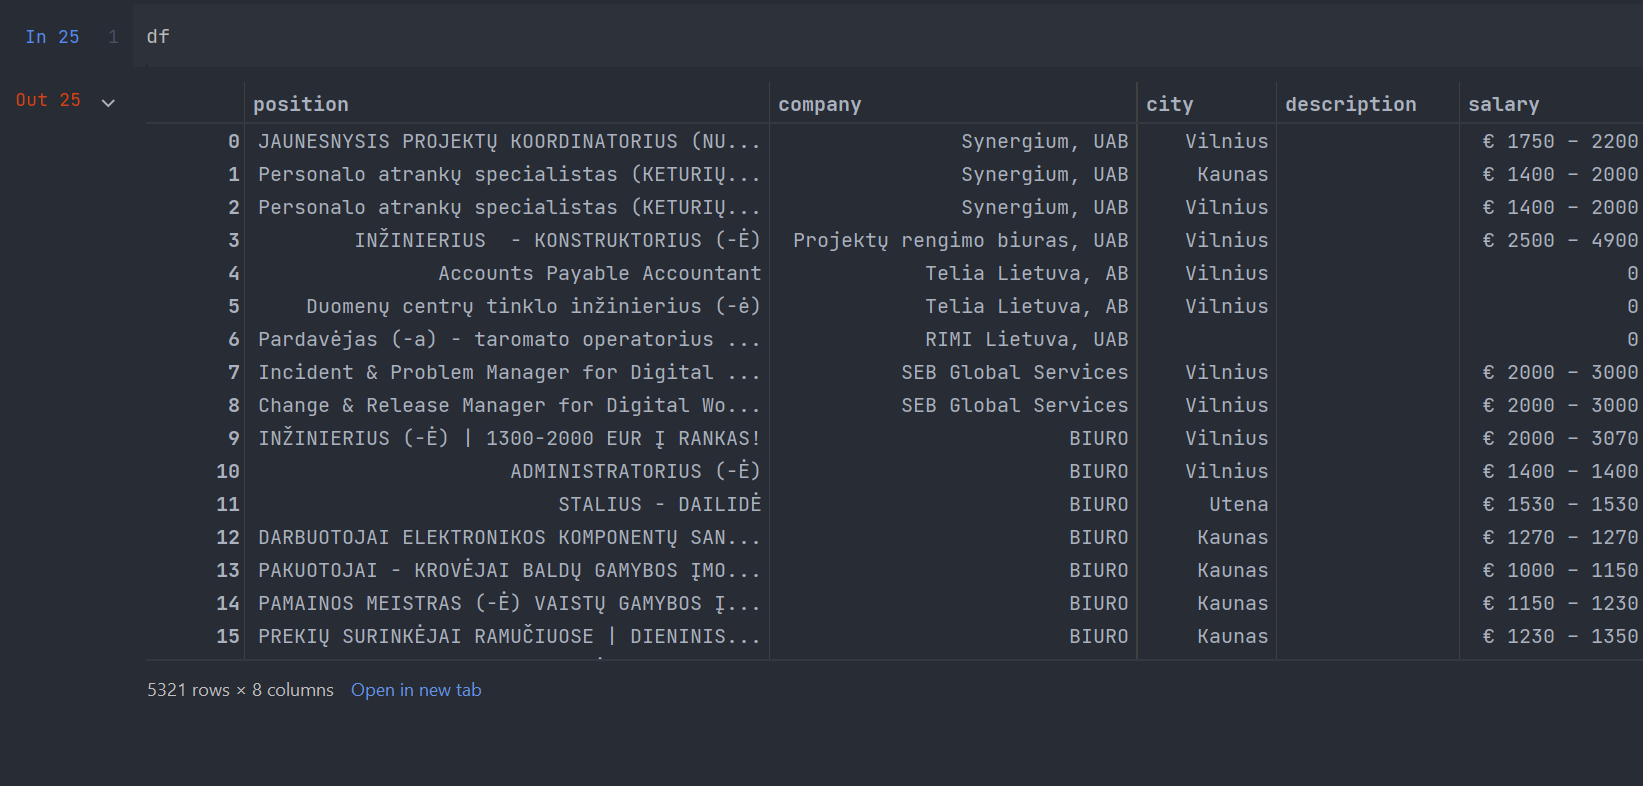 In 25 1 df
Out 25
position company city description salary
0 JAUNESNYSIS PROJEKTŲ KOORDINATORIUS (NU... Synergium, UAB Vilnius € 1750 – 2200
1 Personalo atrankų specialistas (KETURIŲ... Synergium, UAB Kaunas € 1400 – 2000
2 Personalo atrankų specialistas (KETURIŲ... Synergium, UAB Vilnius € 1400 – 2000
3 INŽINIERIUS  - KONSTRUKTORIUS (-Ė) Projektų rengimo biuras, UAB Vilnius € 2500 – 4900
4 Accounts Payable Accountant Telia Lietuva, AB Vilnius 0
5 Duomenų centrų tinklo inžinierius (-ė) Telia Lietuva, AB Vilnius 0
6 Pardavėjas (-a) - taromato operatorius ... RIMI Lietuva, UAB 0
7 Incident & Problem Manager for Digital ... SEB Global Services Vilnius € 2000 – 3000
8 Change & Release Manager for Digital Wo... SEB Global Services Vilnius € 2000 – 3000
9 INŽINIERIUS (-Ė) | 1300-2000 EUR Į RANKAS! BIURO Vilnius € 2000 – 3070
10 ADMINISTRATORIUS (-Ė) BIURO Vilnius € 1400 – 1400
11 STALIUS - DAILIDĖ BIURO Utena € 1530 – 1530
12 DARBUOTOJAI ELEKTRONIKOS KOMPONENTŲ SAN... BIURO Kaunas € 1270 – 1270
13 PAKUOTOJAI - KROVĖJAI BALDŲ GAMYBOS ĮMO... BIURO Kaunas € 1000 – 1150
14 PAMAINOS MEISTRAS (-Ė) VAISTŲ GAMYBOS Į... BIURO Kaunas € 1150 – 1230
15 PREKIŲ SURINKĖJAI RAMUČIUOSE | DIENINIS... BIURO Kaunas € 1230 – 1350
5321 rows × 8 columns Open in new tab